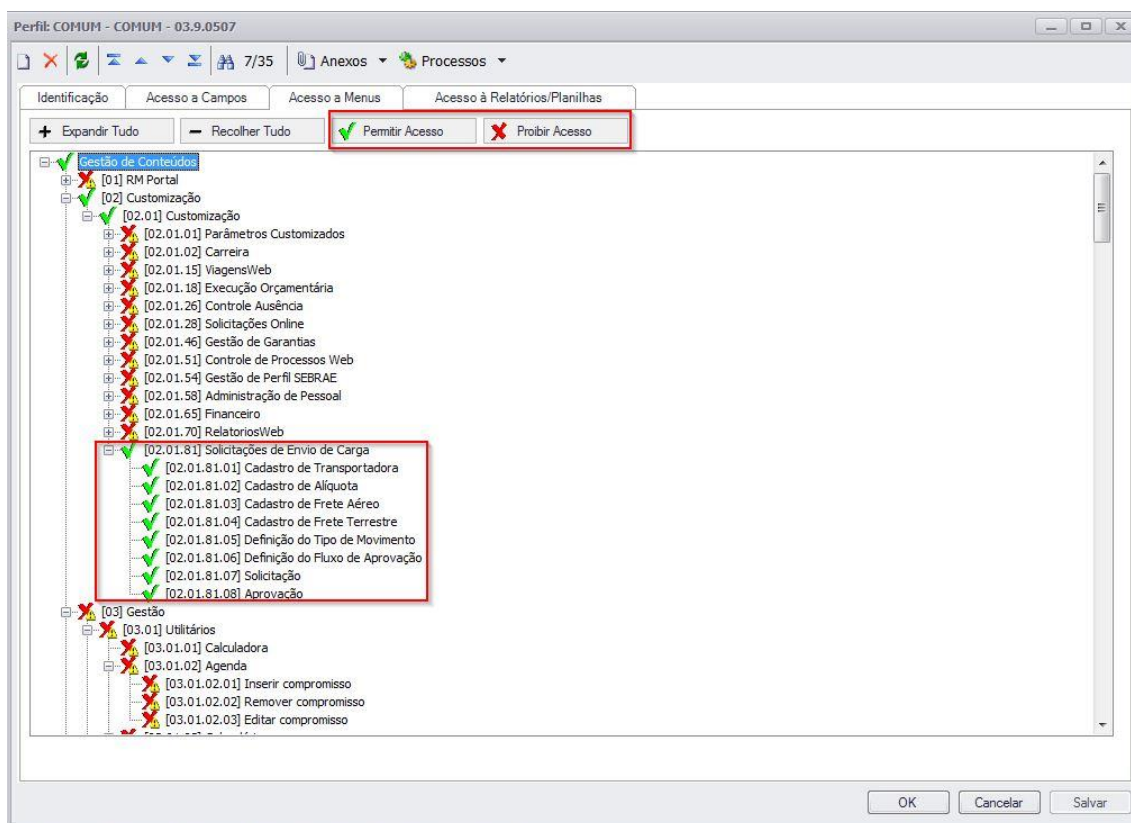 Perfil: COMUM - COMUM - 03.9.0507
7/35 Anexos Processos
Identificação Acesso a Campos Acesso a Menus Acesso à Relatórios/Planilhas
Expandir Tudo Recolher Tudo Permitir Acesso Proibir Acesso
Gestão de Conteúdos
[01] RM Portal
[02] Customização
[02.01] Customização
[02.01.01] Parâmetros Customizados
[02.01.02] Carreira
[02.01.15] ViagensWeb
[02.01.18] Execução Orçamentária
[02.01.26] Controle Ausência
[02.01.28] Solicitações Online
[02.01.46] Gestão de Garantias
[02.01.51] Controle de Processos Web
[02.01.54] Gestão de Perfil SEBRAE
[02.01.58] Administração de Pessoal
[02.01.65] Financeiro
[02.01.70] RelatoriosWeb
[02.01.81] Solicitações de Envio de Carga
[02.01.81.01] Cadastro de Transportadora
[02.01.81.02] Cadastro de Alíquota
[02.01.81.03] Cadastro de Frete Aéreo
[02.01.81.04] Cadastro de Frete Terrestre
[02.01.81.05] Definição do Tipo de Movimento
[02.01.81.06] Definição do Fluxo de Aprovação
[02.01.81.07] Solicitação
[02.01.81.08] Aprovação
[03] Gestão
[03.01] Utilitários
[03.01.01] Calculadora
[03.01.02] Agenda
[03.01.02.01] Inserir compromisso
[03.01.02.02] Remover compromisso
[03.01.02.03] Editar compromisso
OK Cancelar Salvar